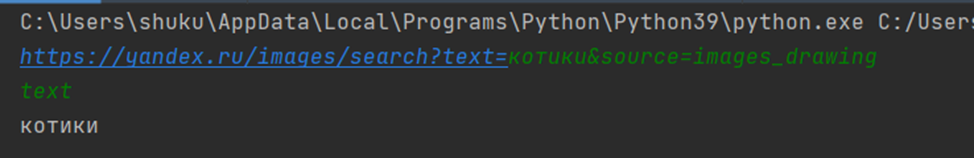 C:\Users\shuku\AppData\Local\Programs\Python\Python39\python.exe C:/Users
https://yandex.ru/images/search?text=котики&source=images_drawing
text
котики